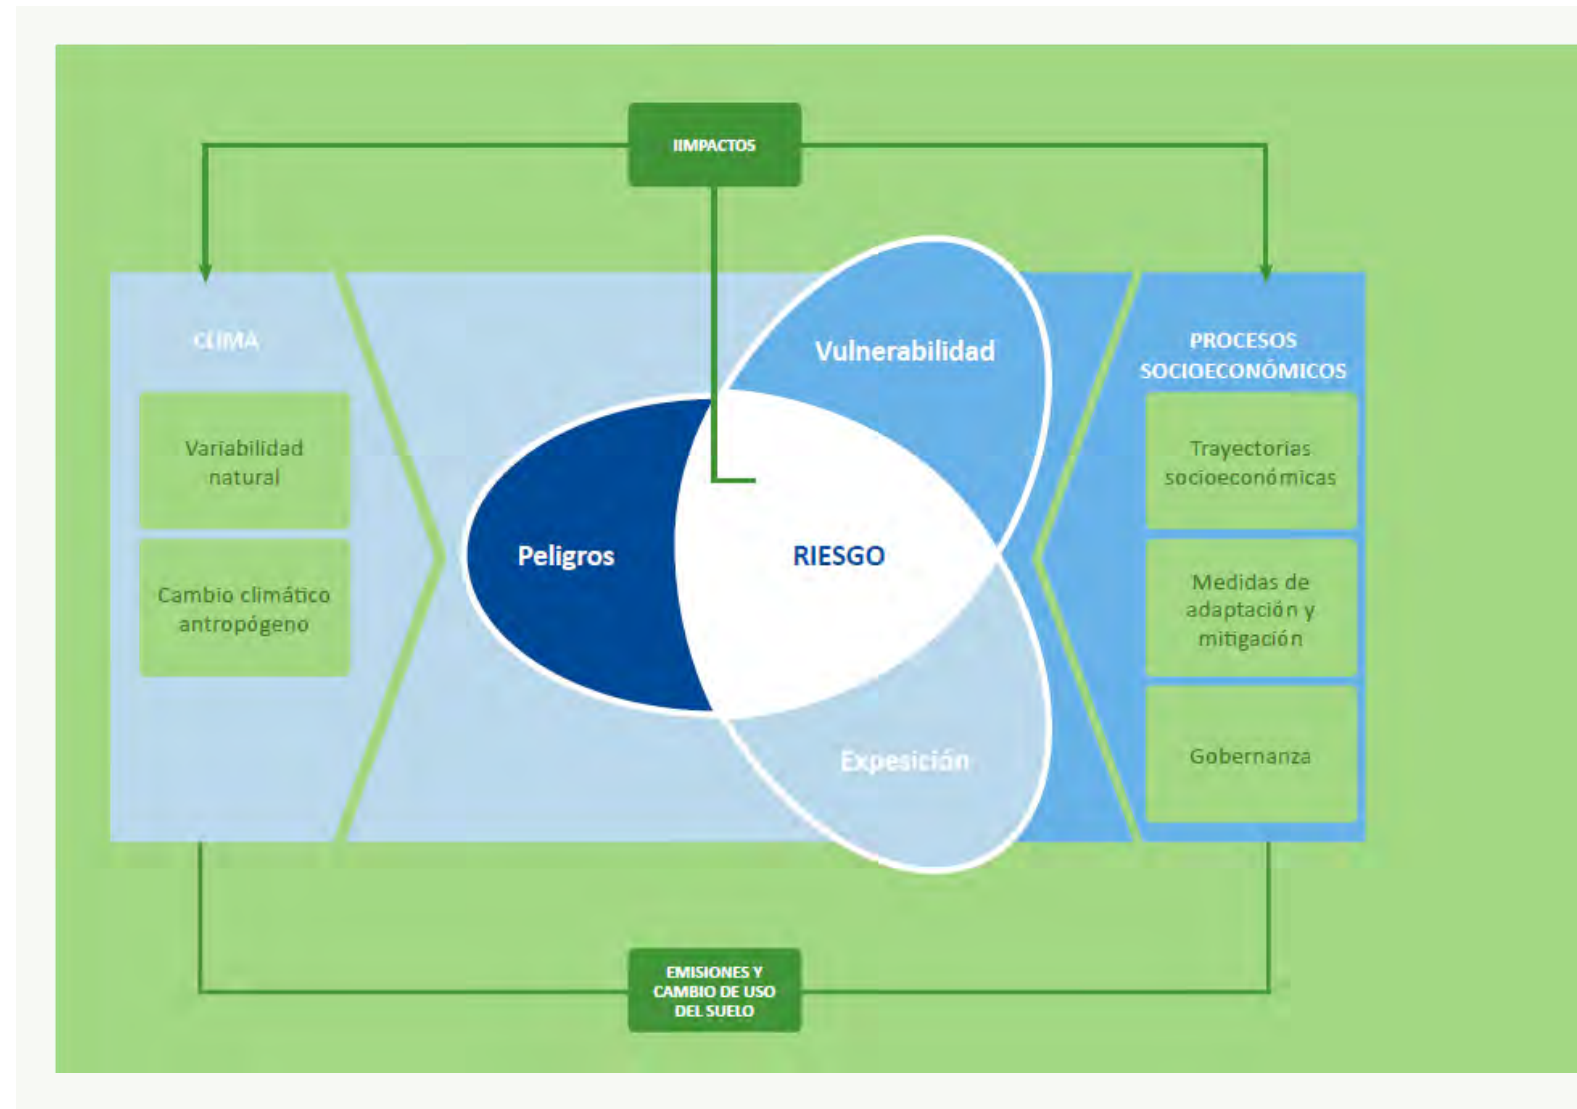 IIMPACTOS
CLIMA
Variabilidad
natural
Cambio climático
antropógeno
Peligros
RIESGO
Vulnerabilidad
Exposición
PROCESOS
SOCIOECONÓMICOS
Trayectorias
socioeconómicas
Medidas de
adaptación y
mitigación
Gobernanza
EMISIONES Y
CAMBIO DE USO
DEL SUELO